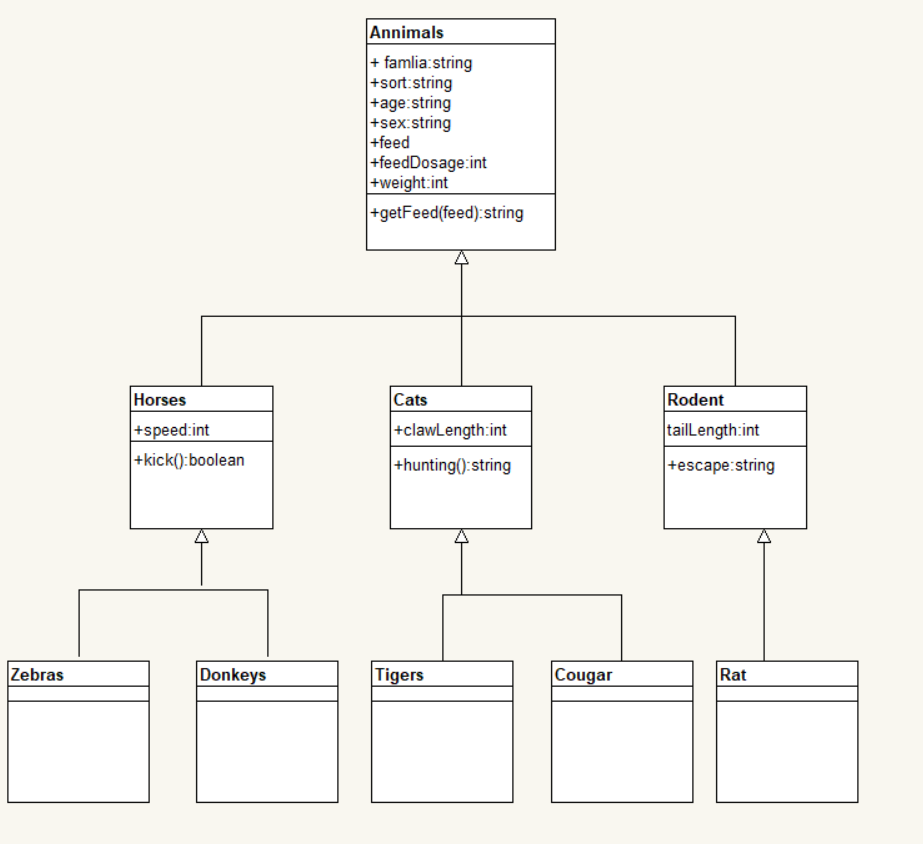 Annimals
+ famlia:string
+sort:string
+age:string
+sex:string
+feed
+feedDosage:int
+weight:int
+getFeed(feed):string
Horses
+speed:int
+kick():boolean
Cats
+clawLength:int
+hunting():string
Rodent
tailLength:int
+escape:string
Zebras
Donkeys
Tigers
Cougar
Rat